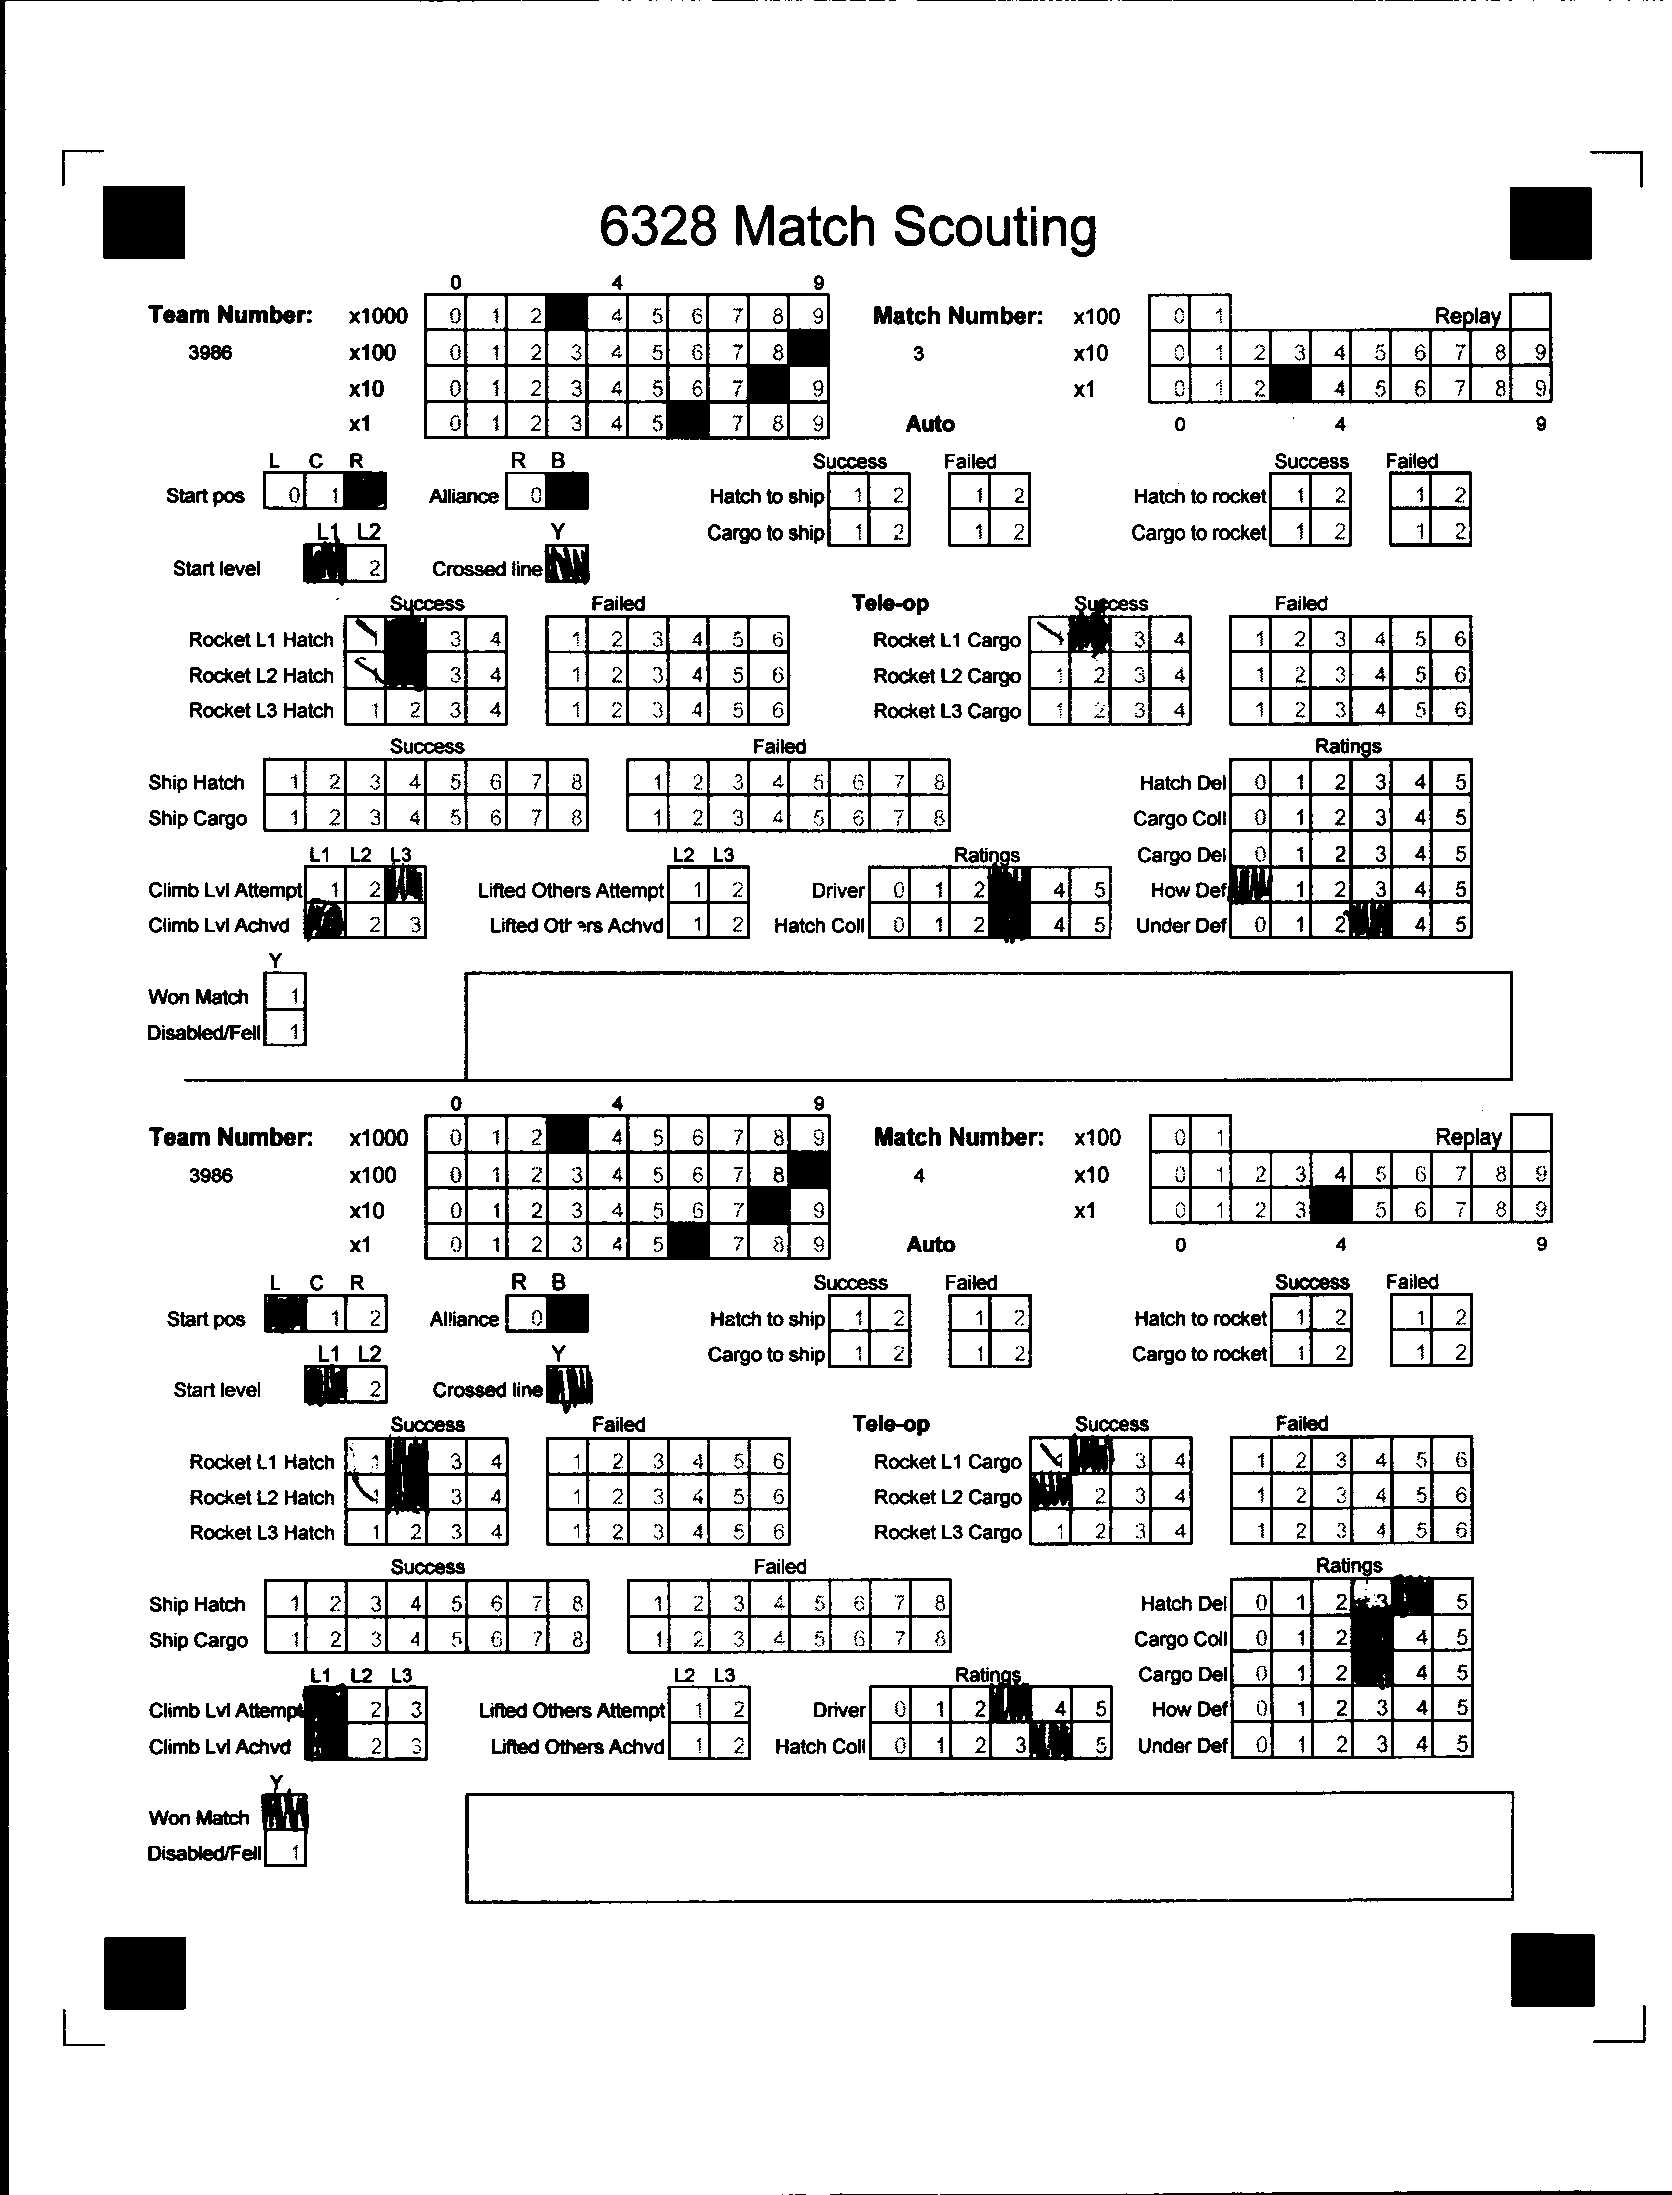 6328 Match Scouting
0 4 9
Team Number: x1000 0 1 2 4 5 6 7 8 9 Match Number: x100 0 1 Replay
3986 x100 0 1 2 3 4 5 6 7 8 3 x10 0 1 2 3 4 5 6 7 8 9
x10 0 1 2 3 4 5 6 7 9 x1 0 1 2 4 5 6 7 8 9
x1 0 1 2 3 4 5 7 8 9 Auto 0 4 9
L C R R B Success Failed Success Failed
Start pos 0 1 Alliance 0 Hatch to ship 1 2 1 2 Hatch to rocket 1 2 1 2
L1 L2 Y Cargo to ship 1 2 1 2 Cargo to rocket 1 2 1 2
Start level 2 Crossed line
Success Failed Tele-op Success Failed
Rocket L1 Hatch 1 3 4 1 2 3 4 5 6 Rocket L1 Cargo 1 3 4 1 2 3 4 5 6
Rocket L2 Hatch 1 3 4 1 2 3 4 5 6 Rocket L2 Cargo 1 2 3 4 1 2 3 4 5 6
Rocket L3 Hatch 1 2 3 4 1 2 3 4 5 6 Rocket L3 Cargo 1 2 3 4 1 2 3 4 5 6
Success Failed Ratings
Ship Hatch 1 2 3 4 5 6 7 8 1 2 3 4 5 6 7 8 Hatch Del 0 1 2 3 4 5
Ship Cargo 1 2 3 4 5 6 7 8 1 2 3 4 5 6 7 8 Cargo Coll 0 1 2 3 4 5
L1 L2 L3 L2 L3 Ratings Cargo Del 0 1 2 3 4 5
Climb Lvl Attempt 1 2 Lifted Others Attempt 1 2 Driver 0 1 2 4 5 How Def 1 2 3 4 5
Climb Lvl Achvd 2 3 Lifted Others Achvd 1 2 Hatch Coll 0 1 2 4 5 Under Def 0 1 2 4 5
Y
Won Match 1
Disabled/Fell 1
0 4 9
Team Number: x1000 0 1 2 4 5 6 7 8 9 Match Number: x100 0 1 Replay
3986 x100 0 1 2 3 4 5 6 7 8 4 x10 0 1 2 3 4 5 6 7 8 9
x10 0 1 2 3 4 5 6 7 9 x1 0 1 2 3 5 6 7 8 9
x1 0 1 2 3 4 5 7 8 9 Auto 0 4 9
L C R R B Success Failed Success Failed
Start pos 1 2 Alliance 0 Hatch to ship 1 2 1 2 Hatch to rocket 1 2 1 2
L1 L2 Y Cargo to ship 1 2 1 2 Cargo to rocket 1 2 1 2
Start level 2 Crossed line
Success Failed Tele-op Success Failed
Rocket L1 Hatch 1 3 4 1 2 3 4 5 6 Rocket L1 Cargo 1 3 4 1 2 3 4 5 6
Rocket L2 Hatch 1 3 4 1 2 3 4 5 6 Rocket L2 Cargo 2 3 4 1 2 3 4 5 6
Rocket L3 Hatch 1 2 3 4 1 2 3 4 5 6 Rocket L3 Cargo 1 2 3 4 1 2 3 4 5 6
Success Failed Ratings
Ship Hatch 1 2 3 4 5 6 7 8 1 2 3 4 5 6 7 8 Hatch Del 0 1 2 3 5
Ship Cargo 1 2 3 4 5 6 7 8 1 2 3 4 5 6 7 8 Cargo Coll 0 1 2 4 5
L1 L2 L3 L2 L3 Ratings Cargo Del 0 1 2 4 5
Climb Lvl Attempt 2 3 Lifted Others Attempt 1 2 Driver 0 1 2 4 5 How Def 0 1 2 3 4 5
Climb Lvl Achvd 2 3 Lifted Others Achvd 1 2 Hatch Coll 0 1 2 3 5 Under Def 0 1 2 3 4 5
Y
Won Match
Disabled/Fell 1